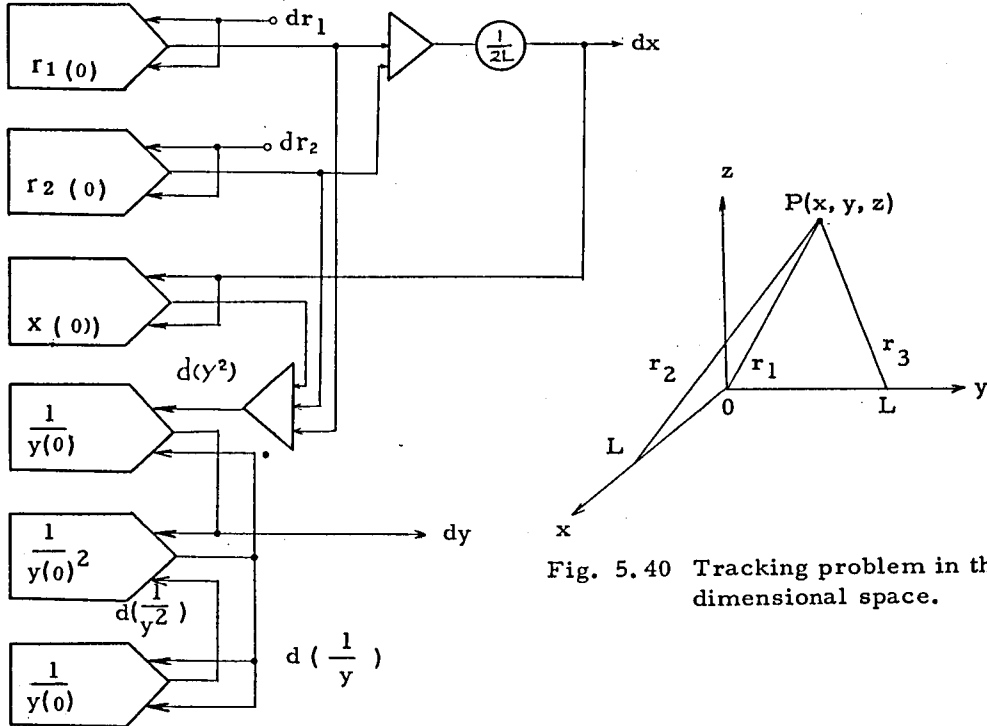 dr1
r1 (0)
1
2L
dx
dr2
r2 (0)
x (0))
d(y2)
1
y(0)
1
y(0)2
dy
d(1
y2)
1
y(0)
d (1
y)
z
P(x, y, z)
r2
r1
r3
0
L
y
L
x
Fig. 5.40 Tracking problem in th
dimensional space.